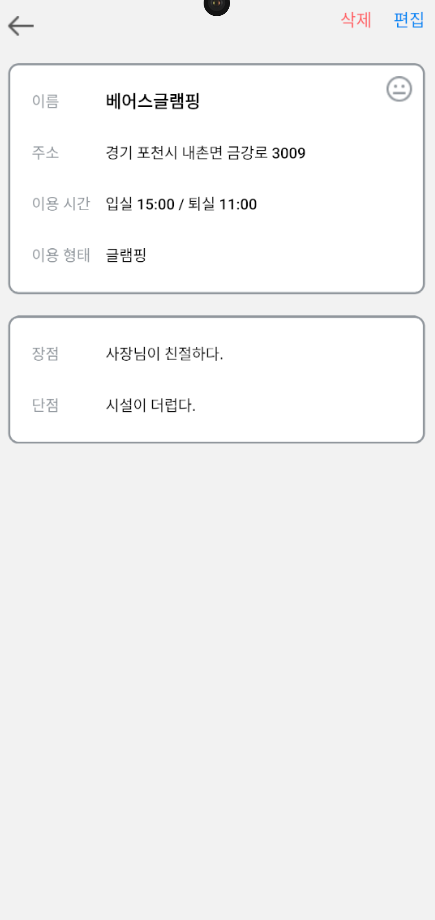 삭제 편집
이름 베어스글램핑
주소 경기 포천시 내촌면 금강로 3009
이용 시간 입실 15:00 / 퇴실 11:00
이용 형태 글램핑
장점 사장님이 친절하다.
단점 시설이 더럽다.